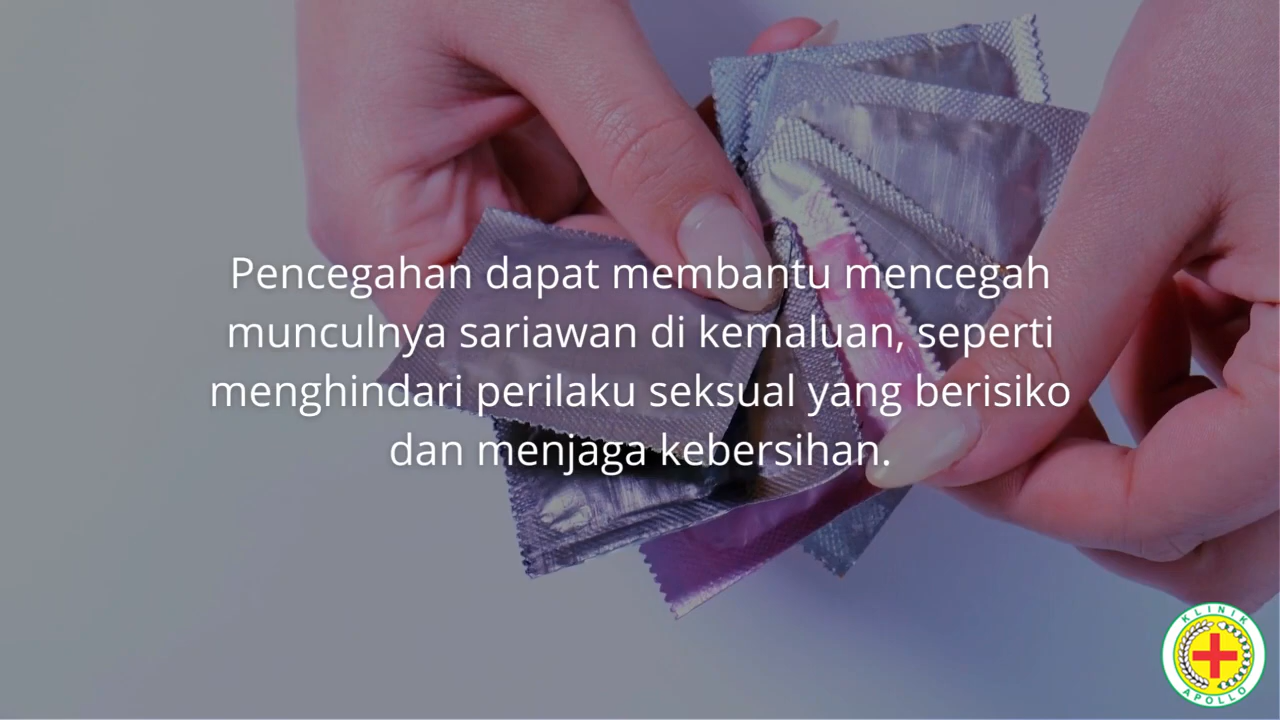 Pencegahan dapat membantu mencegah
munculnya sariawan di kemaluan, seperti
menghindari perilaku seksual yang berisiko
dan menjaga kebersihan.
KLINIK
APOLLO